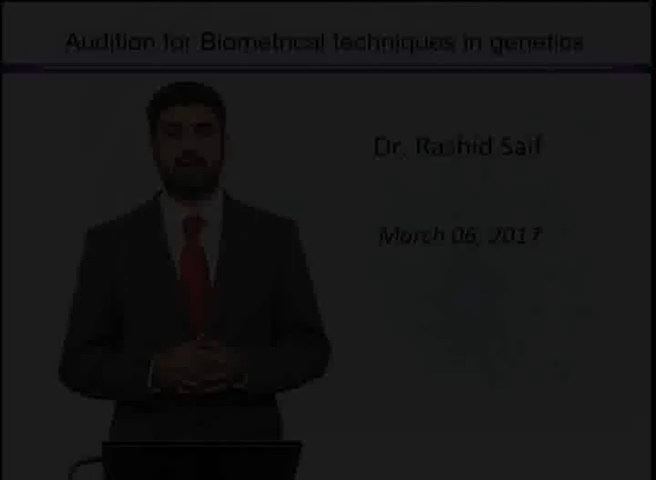 Audition for Biometrical techniques in genetics
Dr. Rashid Saif
March 06, 2017